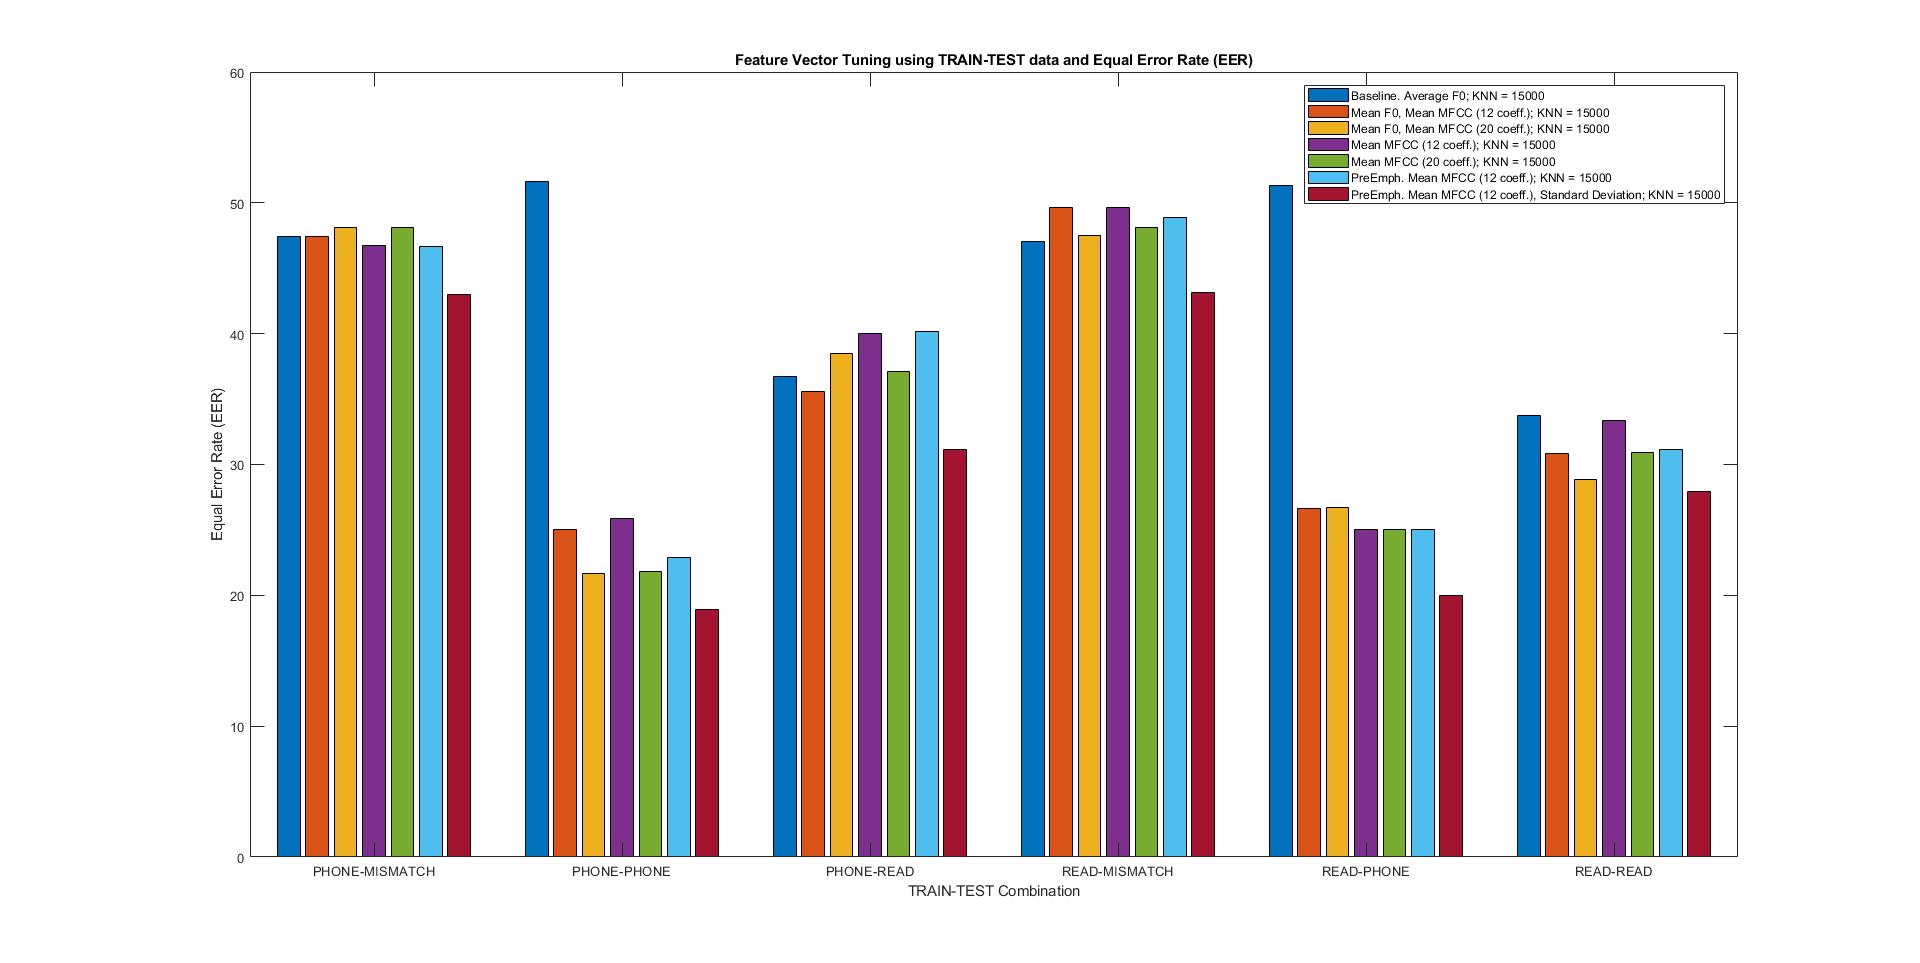 Feature Vector Tuning using TRAIN-TEST data and Equal Error Rate (EER)
Baseline. Average F0; KNN = 15000
Mean F0, Mean MFCC (12 coeff.); KNN = 15000
Mean F0, Mean MFCC (20 coeff.); KNN = 15000
Mean MFCC (12 coeff.); KNN = 15000
Mean MFCC (20 coeff.); KNN = 15000
PreEmph. Mean MFCC (12 coeff.); KNN = 15000
PreEmph. Mean MFCC (12 coeff.), Standard Deviation; KNN = 15000
Equal Error Rate (EER)
60
50
40
30
20
10
0
PHONE-MISMATCH PHONE-PHONE PHONE-READ READ-MISMATCH READ-PHONE READ-READ
TRAIN-TEST Combination